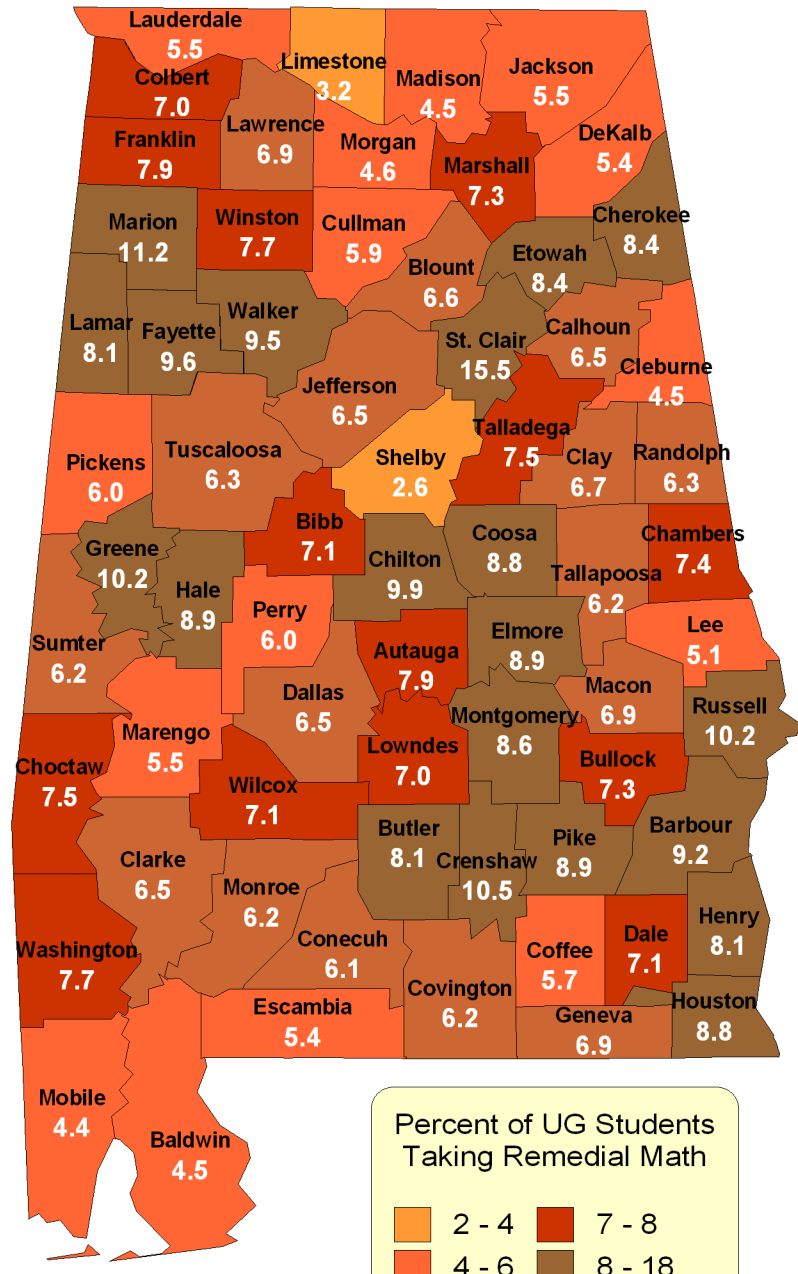 Lauderdale
5.5
Limestone
3.2
Madison
4.5
Jackson
5.5
Colbert
7.0
Lawrence
6.9
Franklin
7.9
Morgan
4.6
Marshall
7.3
DeKalb
5.4
Marion
11.2
Winston
7.7
Cullman
5.9
Cherokee
8.4
Etowah
8.4
Blount
6.6
Lamar
8.1
Fayette
9.6
Walker
9.5
St. Clair
15.5
Calhoun
6.5
Cleburne
4.5
Jefferson
6.5
Talladega
7.5
Pickens
6.0
Tuscaloosa
6.3
Shelby
2.6
Clay
6.7
Randolph
6.3
Bibb
7.1
Greene
10.2
Hale
8.9
Chilton
9.9
Coosa
8.8
Tallapoosa
6.2
Chambers
7.4
Perry
6.0
Sumter
6.2
Autauga
7.9
Elmore
8.9
Lee
5.1
Dallas
6.5
Macon
6.9
Russell
10.2
Marengo
5.5
Montgomery
8.6
Choctaw
7.5
Lowndes
7.0
Bullock
7.3
Wilcox
7.1
Butler
8.1
Crenshaw
10.5
Pike
8.9
Barbour
9.2
Clarke
6.5
Monroe
6.2
Henry
8.1
Washington
7.7
Conecuh
6.1
Coffee
5.7
Dale
7.1
Covington
6.2
Escambia
5.4
Geneva
6.9
Houston
8.8
Mobile
4.4
Baldwin
4.5
Percent of UG Students
Taking Remedial Math
2 - 4
7 - 8
4 - 6
8 - 18